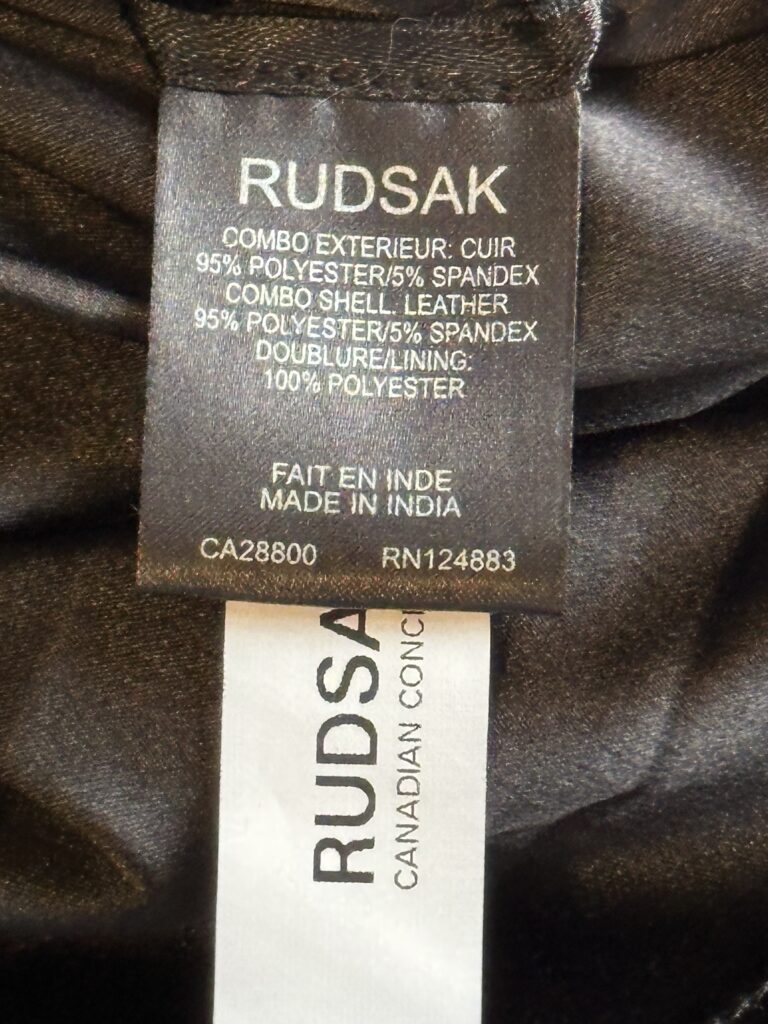 RUDSAK
COMBO EXTERIEUR: CUIR
95% POLYESTER/5% SPANDEX
COMBO SHELL. LEATHER
95% POLYESTER/5% SPANDEX
DOUBLURE/LINING:
100% POLYESTER
FAIT EN INDE
MADE IN INDIA
CA28800 RN124883
RUDSA
CANADIAN CONC